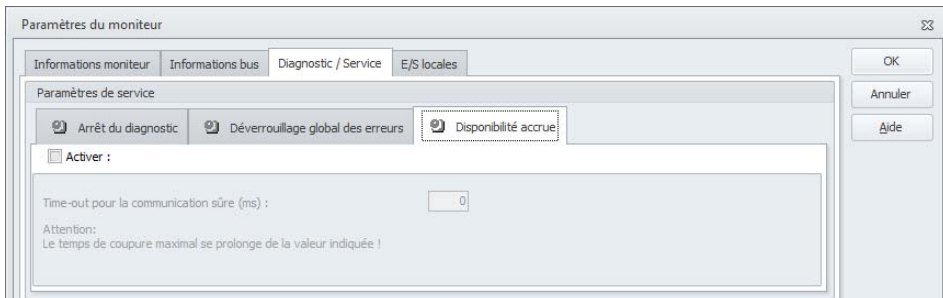 Paramètres du moniteur
Informations moniteur Informations bus Diagnostic / Service E/S locales
OK
Paramètres de service
Annuler
Arrêt du diagnostic Déverrouillage global des erreurs Disponibilité accrue
Aide
Activer :
Time-out pour la communication sûre (ms) : 0
Attention:
Le temps de coupure maximal se prolonge de la valeur indiquée !